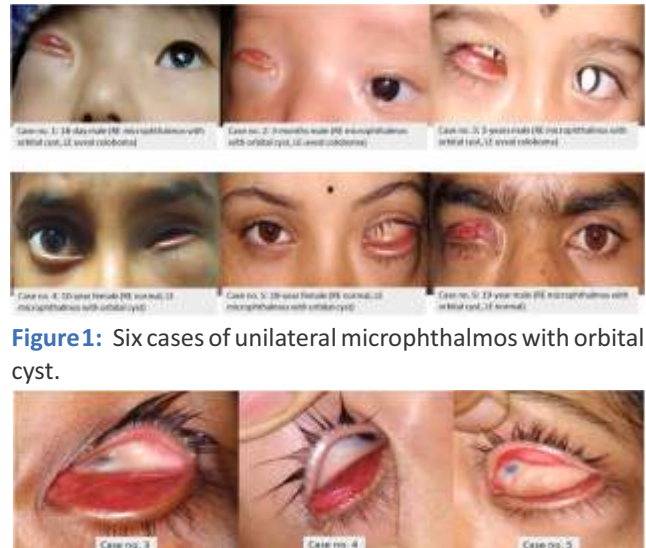 Case no. 1: 18-day male (RE microphthalmos with
orbital cyst, LE uveal coloboma)
Case no. 2: 3-months male (RE microphthalmos
with orbital cyst, LE uveal coloboma)
Case no. 3: 3-years male (RE microphthalmos with
orbital cyst, LE uveal coloboma)
Case no. 4: 10-year female (RE normal, LE
microphthalmos with orbital cyst)
Case no. 5: 18-year female (RE normal, LE
microphthalmos with orbital cyst)
Case no. 6: 19-year male (RE microphthalmos with
orbital cyst, LE normal)
Figure1: Six cases of unilateral microphthalmos with orbital
cyst.
Case no. 3
Case no. 4
Case no. 5